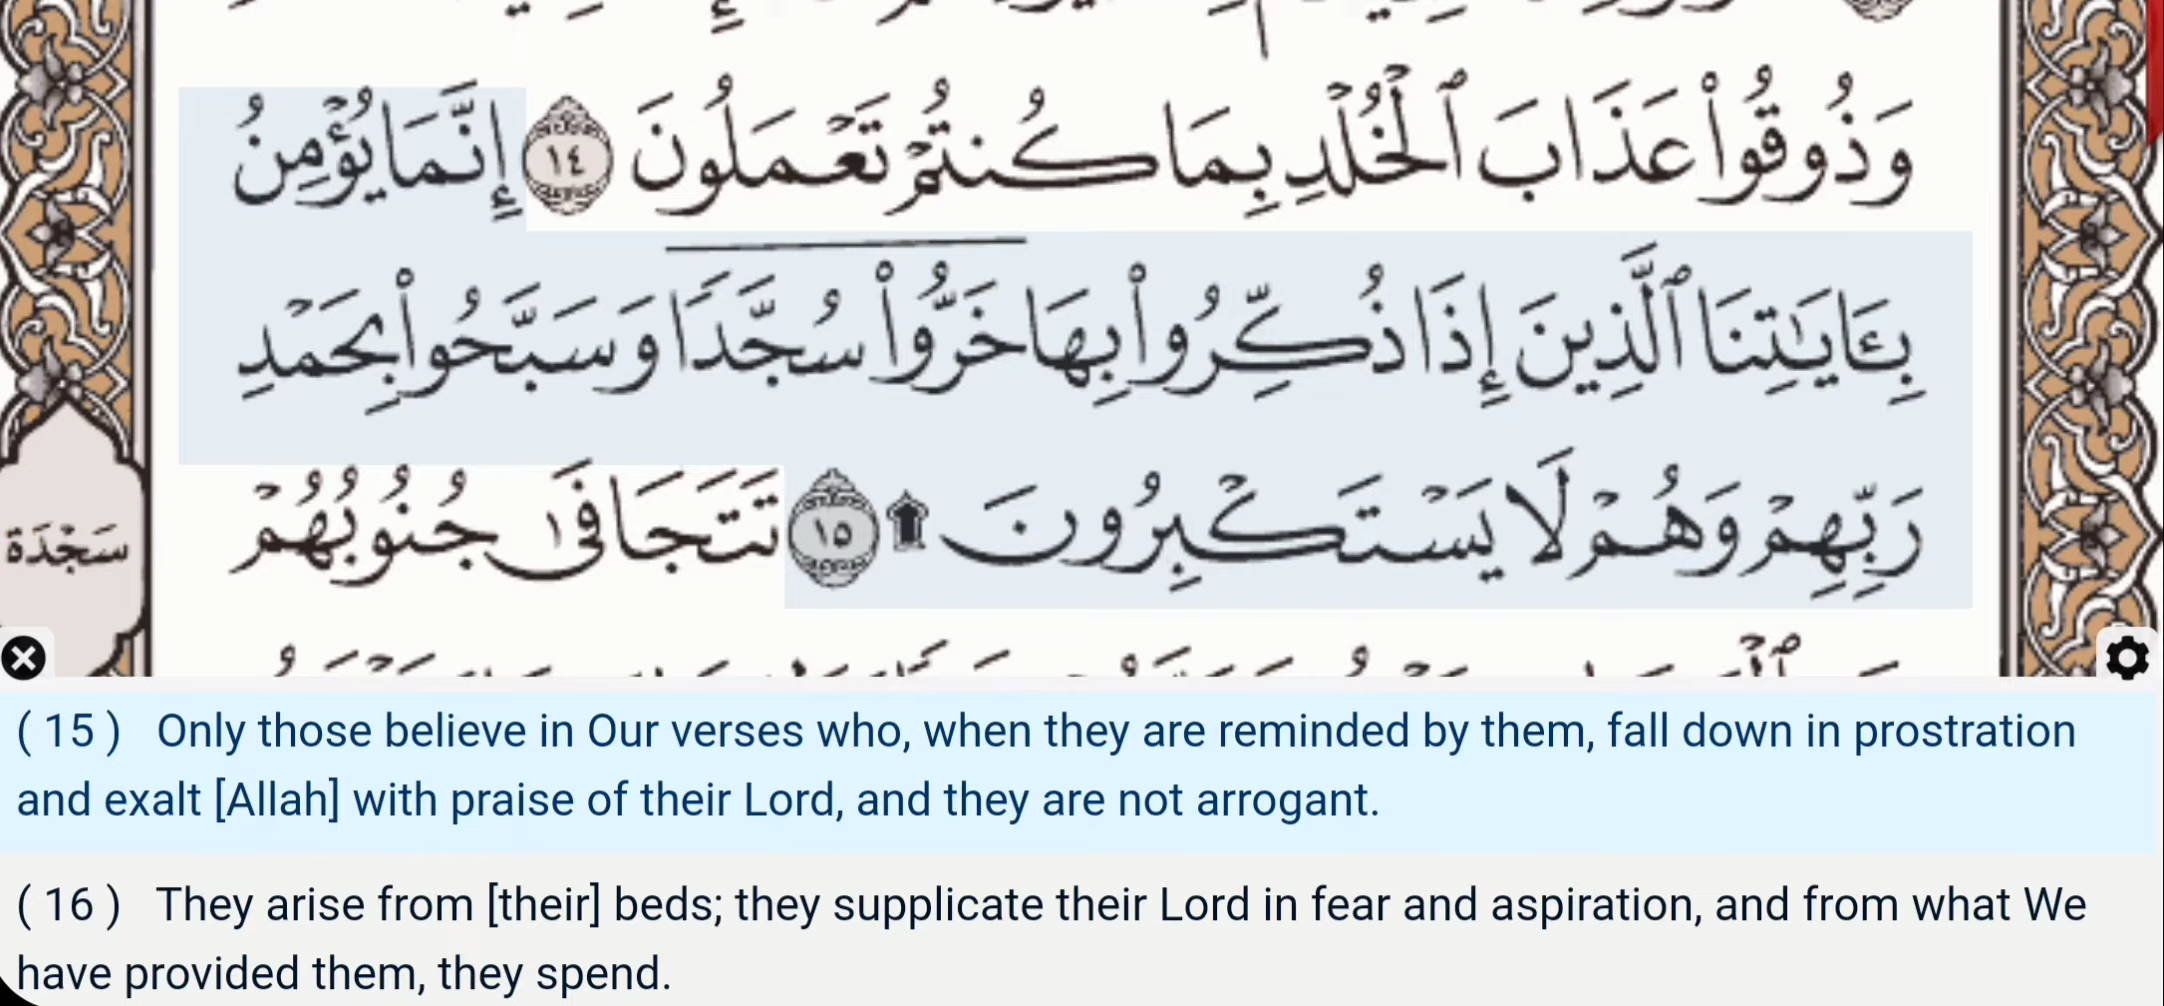 وَذُوقُوا۟ عَذَابَ ٱلْخُلْدِ بِمَا كُنتُمْ تَعْمَلُونَ ١٤ إِنَّمَا يُؤْمِنُ
بِـَٔايَـٰتِنَا ٱلَّذِينَ إِذَا ذُكِّرُوا۟ بِهَا خَرُّوا۟ سُجَّدًا وَسَبَّحُوا۟ بِحَمْدِ
رَبِّهِمْ وَهُمْ لَا يَسْتَكْبِرُونَ ۩ ١٥ تَتَجَافَىٰ جُنُوبُهُمْ
سَجْدَة
( 15 ) Only those believe in Our verses who, when they are reminded by them, fall down in prostration
and exalt [Allah] with praise of their Lord, and they are not arrogant.
( 16 ) They arise from [their] beds; they supplicate their Lord in fear and aspiration, and from what We
have provided them, they spend.